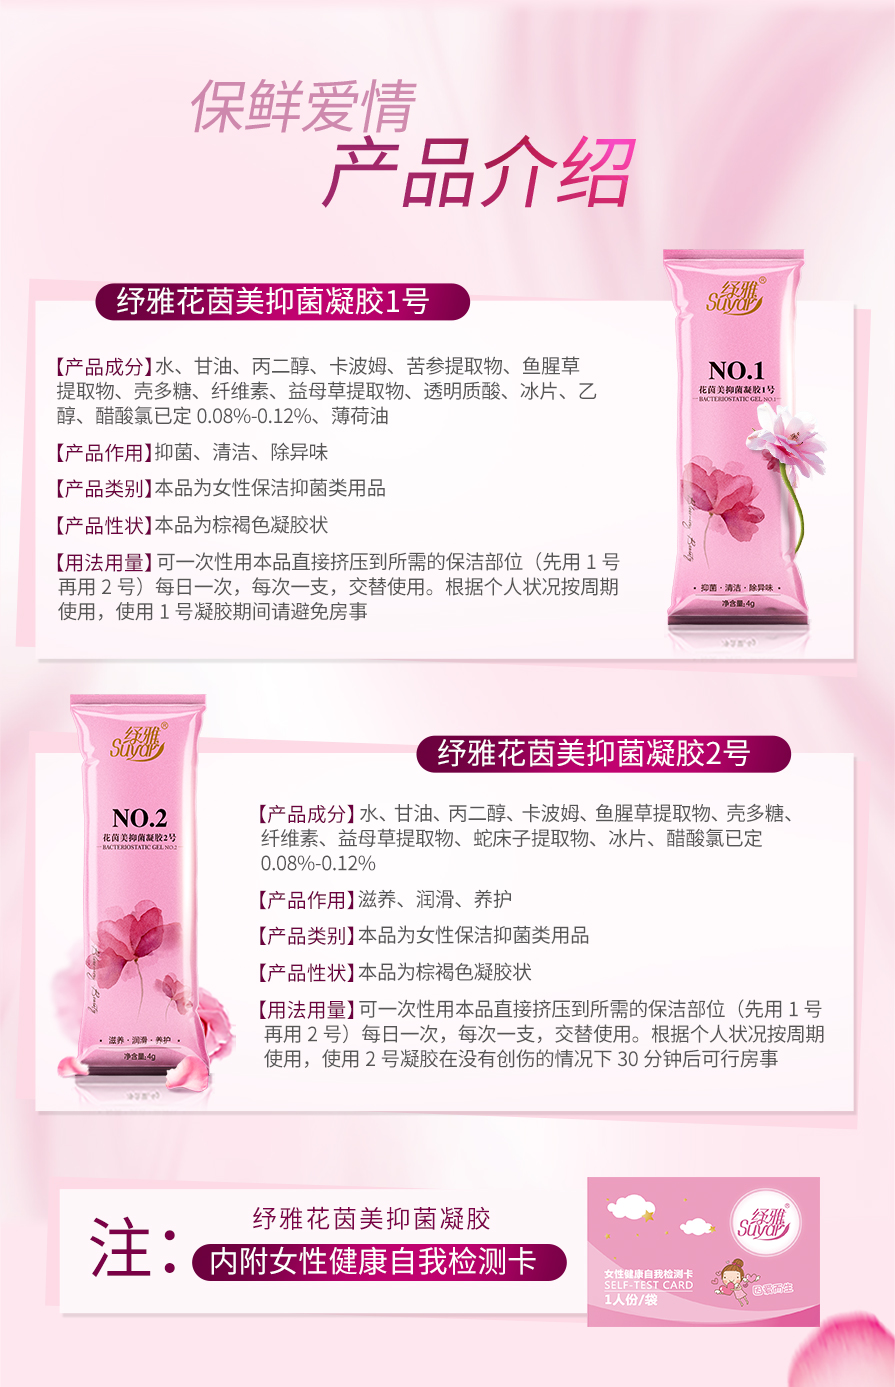 保鲜爱情
产品介绍
纾雅花茵美抑菌凝胶1号
【产品成分】水、甘油、丙二醇、卡波姆、苦参提取物、鱼腥草
提取物、壳多糖、纤维素、益母草提取物、透明质酸、冰片、乙
醇、醋酸氯已定 0.08%-0.12%、薄荷油
【产品作用】抑菌、清洁、除异味
【产品类别】本品为女性保洁抑菌类用品
【产品性状】本品为棕褐色凝胶状
【用法用量】可一次性用本品直接挤压到所需的保洁部位（先用 1 号
再用 2 号）每日一次，每次一支，交替使用。根据个人状况按周期
使用，使用 1 号凝胶期间请避免房事
纾雅®
Suyar
NO.1
花茵美抑菌凝胶1号
BACTERIOSTATIC GEL NO.1
Blooming Beauty
· 抑菌 · 清洁 · 除异味 ·
净含量:4g
纾雅®
Suyar
NO.2
花茵美抑菌凝胶2号
BACTERIOSTATIC GEL NO.2
Blooming Beauty
· 滋养 · 润滑 · 养护 ·
净含量:4g
纾雅花茵美抑菌凝胶2号
【产品成分】水、甘油、丙二醇、卡波姆、鱼腥草提取物、壳多糖、
纤维素、益母草提取物、蛇床子提取物、冰片、醋酸氯已定
0.08%-0.12%
【产品作用】滋养、润滑、养护
【产品类别】本品为女性保洁抑菌类用品
【产品性状】本品为棕褐色凝胶状
【用法用量】可一次性用本品直接挤压到所需的保洁部位（先用 1 号
再用 2 号）每日一次，每次一支，交替使用。根据个人状况按周期
使用，使用 2 号凝胶在没有创伤的情况下 30 分钟后可行房事
注：
纾雅花茵美抑菌凝胶
内附女性健康自我检测卡
纾雅®
Suyar
女性健康自我检测卡
SELF-TEST CARD
1人份/袋
因爱而生